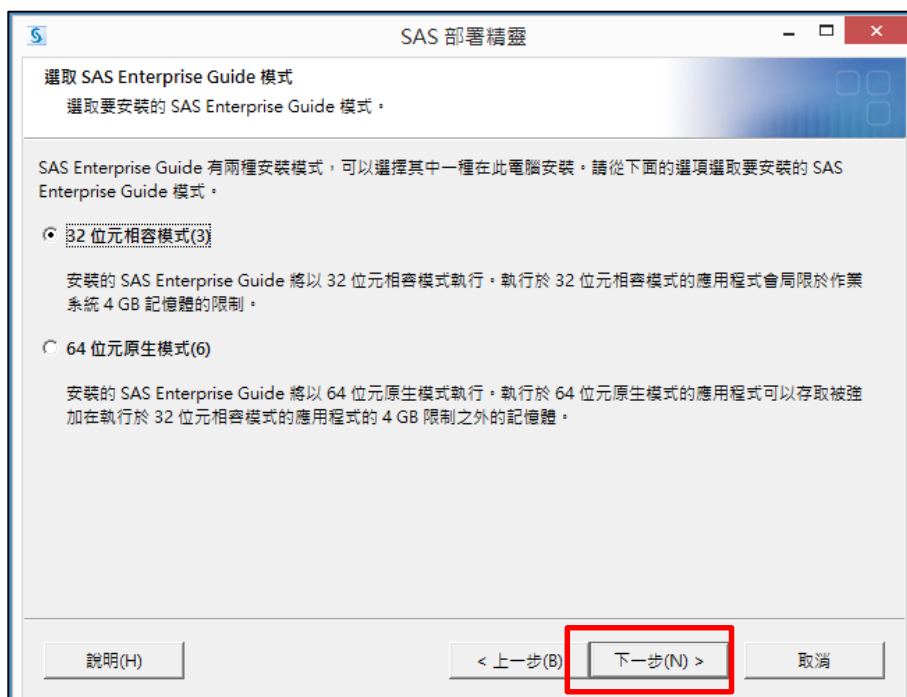 SAS 部署精靈
選取 SAS Enterprise Guide 模式
選取要安裝的 SAS Enterprise Guide 模式。
SAS Enterprise Guide 有兩種安裝模式，可以選擇其中一種在此電腦安裝。請從下面的選項選取要安裝的 SAS
Enterprise Guide 模式。
32 位元相容模式(3)
安裝的 SAS Enterprise Guide 將以 32 位元相容模式執行。執行於 32 位元相容模式的應用程式會局限於作業
系統 4 GB 記憶體的限制。
64 位元原生模式(6)
安裝的 SAS Enterprise Guide 將以 64 位元原生模式執行。執行於 64 位元原生模式的應用程式可以存取被強
加在執行於 32 位元相容模式的應用程式的 4 GB 限制之外的記憶體。
說明(H)
< 上一步(B)
下一步(N) >
取消